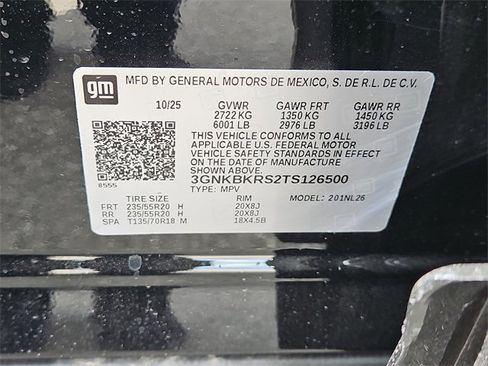 gm
MFD BY GENERAL MOTORS DE MEXICO, S. DE R.L. DE C.V.
10/25 GVWR GAWR FRT GAWR RR
2722 KG 1350 KG 1450 KG
6001 LB 2976 LB 3196 LB
THIS VEHICLE CONFORMS TO ALL
APPLICABLE U.S. FEDERAL MOTOR
VEHICLE SAFETY STANDARDS IN EFFECT
ON THE DATE OF MANUFACTURE
SHOWN ABOVE.
3GNKBKRS2TS126500
8555 TYPE: MPV
TIRE SIZE RIM MODEL: 201NL26
FRT 235/55R20 H 20X8J
RR 235/55R20 H 20X8J
SPA T135/70R18 M 18X4.5B